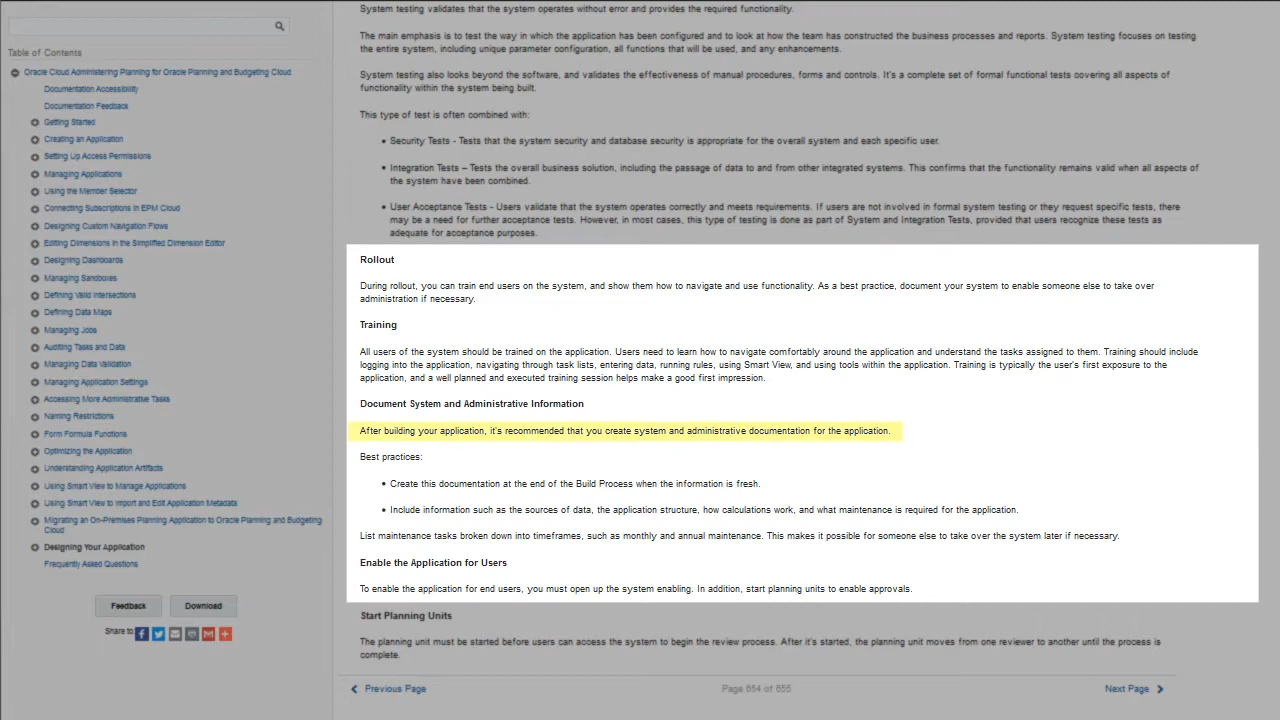 Table of Contents
Oracle Cloud Administering Planning for Oracle Planning and Budgeting Cloud
Documentation Accessibility
Documentation Feedback
Getting Started
Creating an Application
Setting Up Access Permissions
Managing Applications
Using the Member Selector
Connecting Subscriptions in EPM Cloud
Designing Custom Navigation Flows
Editing Dimensions in the Simplified Dimension Editor
Designing Dashboards
Managing Sandboxes
Defining Valid Intersections
Defining Data Maps
Managing Jobs
Auditing Tasks and Data
Managing Data Validation
Managing Application Settings
Accessing More Administrative Tasks
Naming Restrictions
Form Formula Functions
Optimizing the Application
Understanding Application Artifacts
Using Smart View to Manage Applications
Using Smart View to Import and Edit Application Metadata
Migrating an On-Premises Planning Application to Oracle Planning and Budgeting
Cloud
Designing Your Application
Frequently Asked Questions
Feedback
Download
Share to
System testing validates that the system operates without error and provides the required functionality.
The main emphasis is to test the way in which the application has been configured and to look at how the team has constructed the business processes and reports. System testing focuses on testing
the entire system, including unique parameter configuration, all functions that will be used, and any enhancements.
System testing also looks beyond the software, and validates the effectiveness of manual procedures, forms and controls. It's a complete set of formal functional tests covering all aspects of
functionality within the system being built.
This type of test is often combined with:
• Security Tests - Tests that the system security and database security is appropriate for the overall system and each specific user.
• Integration Tests – Tests the overall business solution, including the passage of data to and from other integrated systems. This confirms that the functionality remains valid when all aspects of
the system have been combined.
• User Acceptance Tests - Users validate that the system operates correctly and meets requirements. If users are not involved in formal system testing or they request specific tests, there
may be a need for further acceptance tests. However, in most cases, this type of testing is done as part of System and Integration Tests, provided that users recognize these tests as
adequate for acceptance purposes.
Rollout
During rollout, you can train end users on the system, and show them how to navigate and use functionality. As a best practice, document your system to enable someone else to take over
administration if necessary.
Training
All users of the system should be trained on the application. Users need to learn how to navigate comfortably around the application and understand the tasks assigned to them. Training should include
logging into the application, navigating through task lists, entering data, running rules, using Smart View, and using tools within the application. Training is typically the user's first exposure to the
application, and a well planned and executed training session helps make a good first impression.
Document System and Administrative Information
After building your application, it's recommended that you create system and administrative documentation for the application.
Best practices:
• Create this documentation at the end of the Build Process when the information is fresh.
• Include information such as the sources of data, the application structure, how calculations work, and what maintenance is required for the application.
List maintenance tasks broken down into timeframes, such as monthly and annual maintenance. This makes it possible for someone else to take over the system later if necessary.
Enable the Application for Users
To enable the application for end users, you must open up the system enabling. In addition, start planning units to enable approvals.
Start Planning Units
The planning unit must be started before users can access the system to begin the review process. After it's started, the planning unit moves from one reviewer to another until the process is
complete.
Previous Page
Page 654 of 655
Next Page